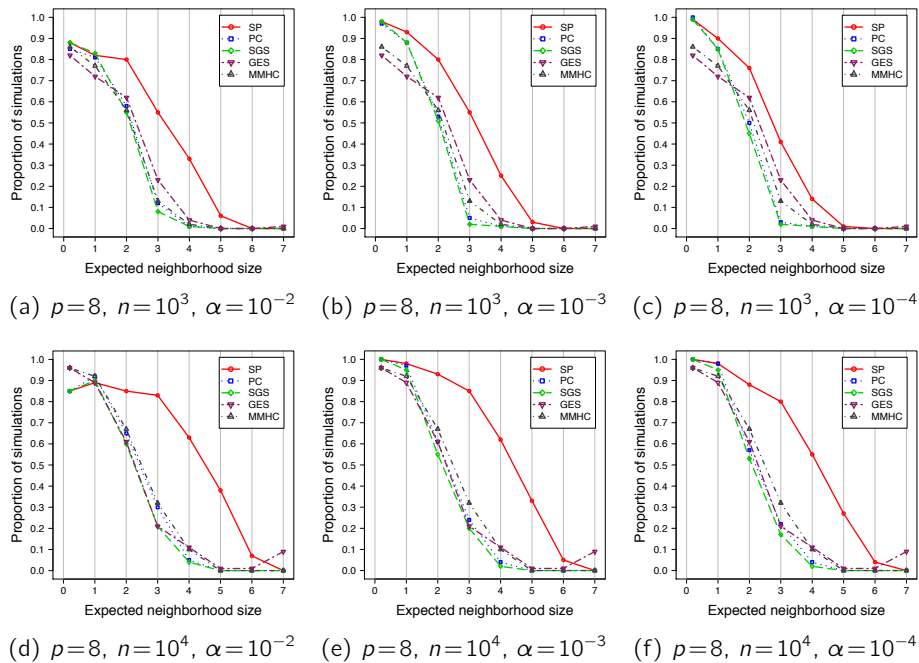 Proportion of simulations
1.0
0.9
0.8
0.7
0.6
0.5
0.4
0.3
0.2
0.1
0.0
SP
PC
SGS
GES
MMHC
0 1 2 3 4 5 6 7
Expected neighborhood size
(a) p=8, n=10³, α=10⁻²
Proportion of simulations
1.0
0.9
0.8
0.7
0.6
0.5
0.4
0.3
0.2
0.1
0.0
SP
PC
SGS
GES
MMHC
0 1 2 3 4 5 6 7
Expected neighborhood size
(b) p=8, n=10³, α=10⁻³
Proportion of simulations
1.0
0.9
0.8
0.7
0.6
0.5
0.4
0.3
0.2
0.1
0.0
SP
PC
SGS
GES
MMHC
0 1 2 3 4 5 6 7
Expected neighborhood size
(c) p=8, n=10³, α=10⁻⁴
Proportion of simulations
1.0
0.9
0.8
0.7
0.6
0.5
0.4
0.3
0.2
0.1
0.0
SP
PC
SGS
GES
MMHC
0 1 2 3 4 5 6 7
Expected neighborhood size
(d) p=8, n=10⁴, α=10⁻²
Proportion of simulations
1.0
0.9
0.8
0.7
0.6
0.5
0.4
0.3
0.2
0.1
0.0
SP
PC
SGS
GES
MMHC
0 1 2 3 4 5 6 7
Expected neighborhood size
(e) p=8, n=10⁴, α=10⁻³
Proportion of simulations
1.0
0.9
0.8
0.7
0.6
0.5
0.4
0.3
0.2
0.1
0.0
SP
PC
SGS
GES
MMHC
0 1 2 3 4 5 6 7
Expected neighborhood size
(f) p=8, n=10⁴, α=10⁻⁴